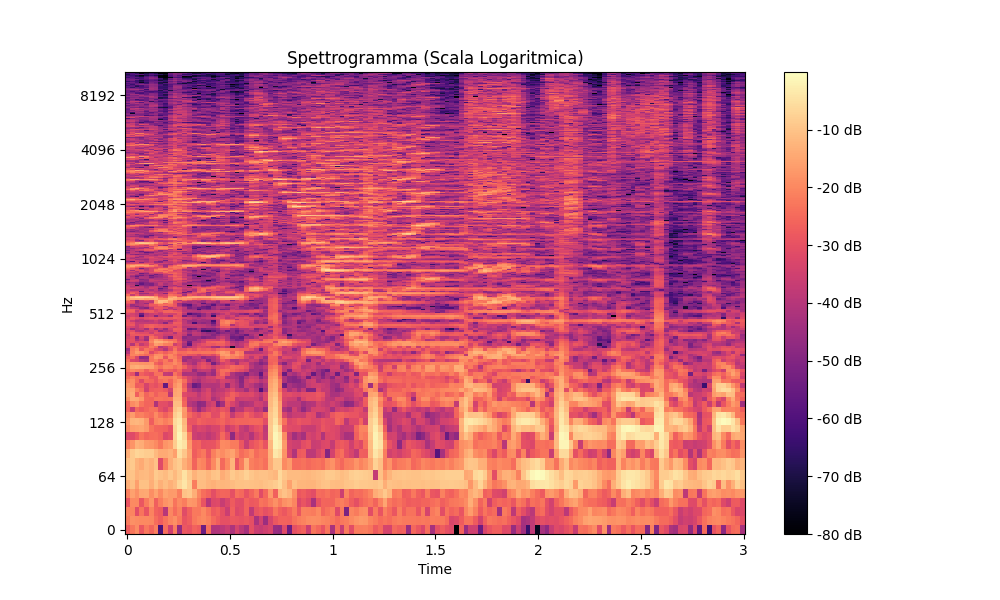 Spettrogramma (Scala Logaritmica)
Hz
8192
4096
2048
1024
512
256
128
64
0
0
0.5
1
1.5
2
2.5
3
Time
-10 dB
-20 dB
-30 dB
-40 dB
-50 dB
-60 dB
-70 dB
-80 dB